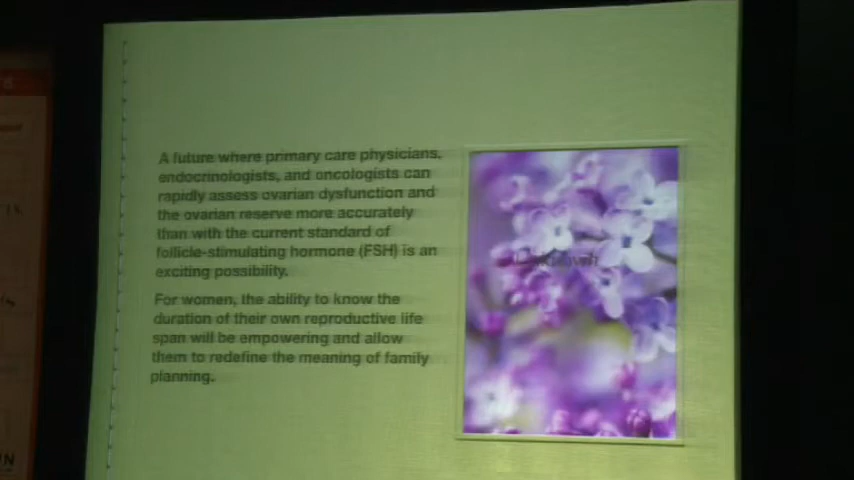 A future where primary care physicians,
endocrinologists, and oncologists can
rapidly assess ovarian dysfunction and
the ovarian reserve more accurately
than with the current standard of
follicle-stimulating hormone (FSH) is an
exciting possibility.
For women, the ability to know the
duration of their own reproductive life
span will be empowering and allow
them to redefine the meaning of family
planning.